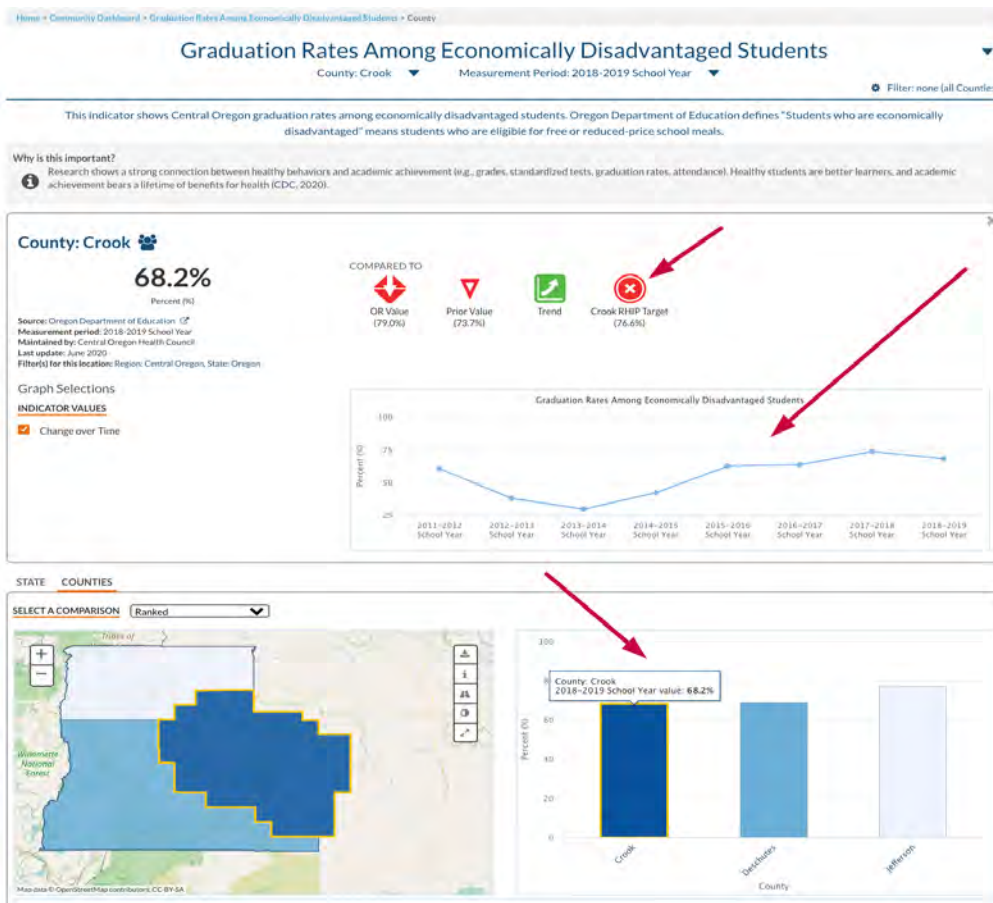 Home > Community Dashboard > Graduation Rates Among Economically Disadvantaged Students > County
Graduation Rates Among Economically Disadvantaged Students
County: Crook Measurement Period: 2018-2019 School Year
Filter: none (all Counties
This indicator shows Central Oregon graduation rates among economically disadvantaged students. Oregon Department of Education defines "Students who are economically
disadvantaged" means students who are eligible for free or reduced-price school meals.
Why is this important?
Research shows a strong connection between healthy behaviors and academic achievement (e.g., grades, standardized tests, graduation rates, attendance). Healthy students are better learners, and academic
achievement bears a lifetime of benefits for health (CDC, 2020).
County: Crook
68.2%
Percent (%)
Source: Oregon Department of Education
Measurement period: 2018-2019 School Year
Maintained by: Central Oregon Health Council
Last update: June 2020
Filter(s) for this location: Region: Central Oregon, State: Oregon
COMPARED TO
OR Value
(79.0%)
Prior Value
(73.7%)
Trend
Crook RHIP Target
(76.6%)
Graph Selections
INDICATOR VALUES
Change over Time
Graduation Rates Among Economically Disadvantaged Students
Percent (%)
100
75
50
25
2011-2012
School Year
2012-2013
School Year
2013-2014
School Year
2014-2015
School Year
2015-2016
School Year
2016-2017
School Year
2017-2018
School Year
2018-2019
School Year
STATE COUNTIES
SELECT A COMPARISON Ranked
Tribes of
+
−
i
Willamette
National
Forest
Map data © OpenStreetMap contributors, CC-BY-SA
Percent (%)
100
8
60
40
20
0
County: Crook
2018-2019 School Year value: 68.2%
Crook
Deschutes
Jefferson
County